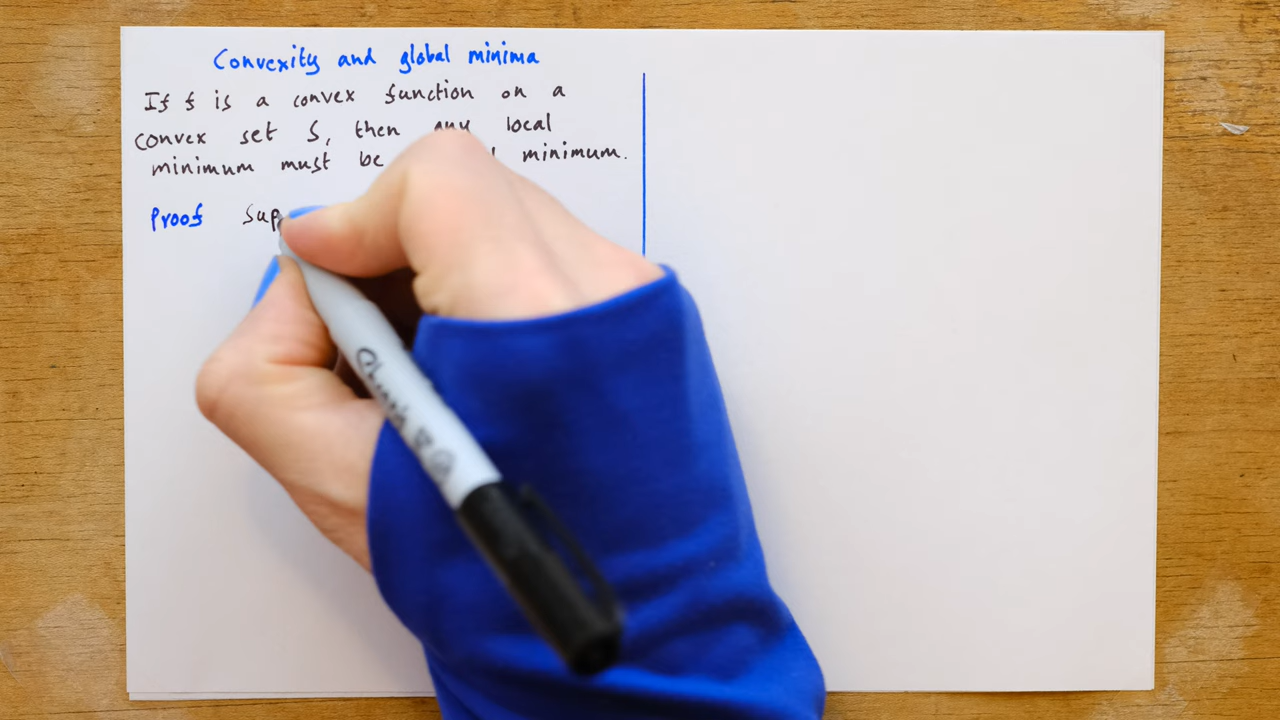 Convexity and global minima
If f is a convex function on a
convex set S, then any local
minimum must be minimum.
Proof Sup